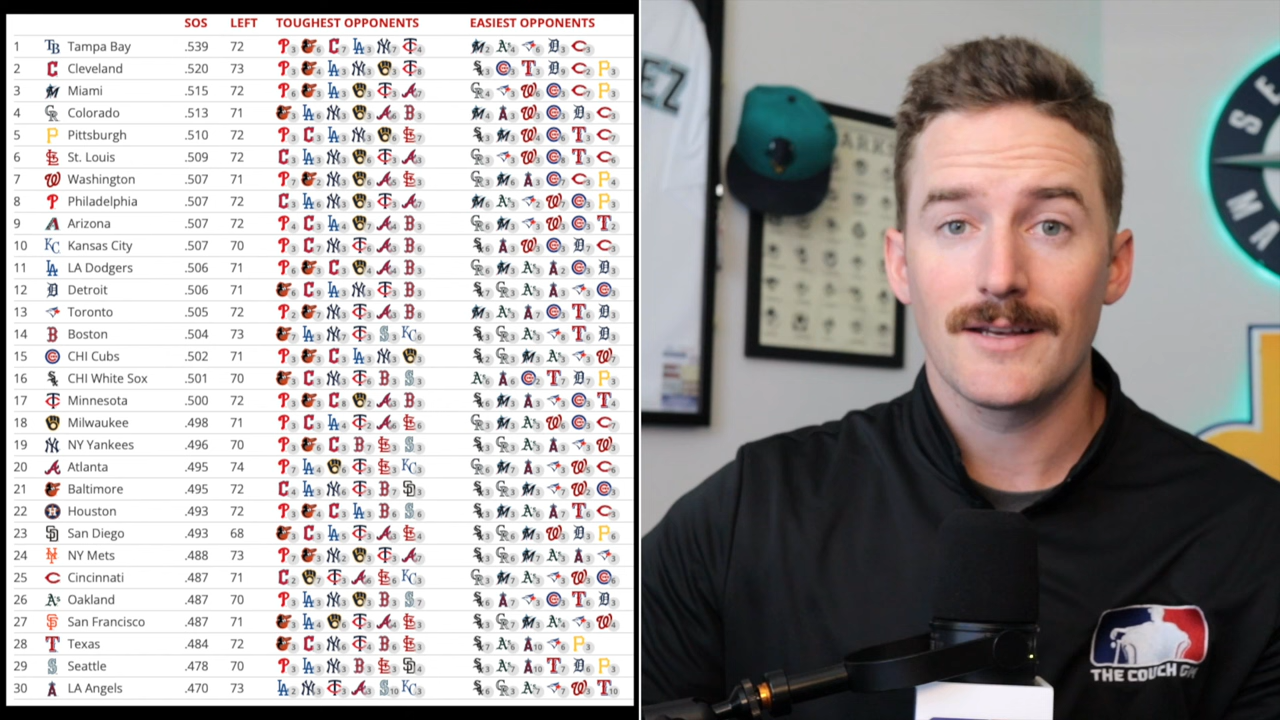 SOS LEFT TOUGHEST OPPONENTS EASIEST OPPONENTS
1 Tampa Bay .539 72
2 Cleveland .520 73
3 Miami .515 72
4 Colorado .513 71
5 Pittsburgh .510 72
6 St. Louis .509 72
7 Washington .507 71
8 Philadelphia .507 72
9 Arizona .507 72
10 Kansas City .507 70
11 LA Dodgers .506 71
12 Detroit .506 71
13 Toronto .505 72
14 Boston .504 73
15 CHI Cubs .502 71
16 CHI White Sox .501 70
17 Minnesota .500 72
18 Milwaukee .498 71
19 NY Yankees .496 70
20 Atlanta .495 74
21 Baltimore .495 72
22 Houston .493 72
23 San Diego .493 68
24 NY Mets .488 73
25 Cincinnati .487 71
26 Oakland .487 70
27 San Francisco .487 71
28 Texas .484 72
29 Seattle .478 70
30 LA Angels .470 73
EZ
THE COUCH